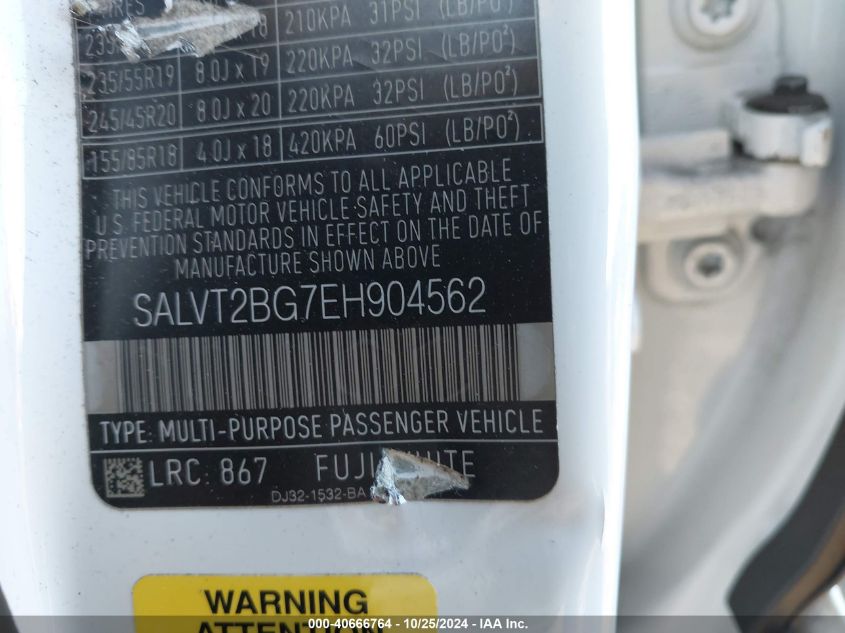 210KPA 31PSI (LB/PO²)
235/55R19 8.0J x 19 220KPA 32PSI (LB/PO²)
245/45R20 8.0J x 20 220KPA 32PSI (LB/PO²)
155/85R18 4.0J x 18 420KPA 60PSI (LB/PO²)
THIS VEHICLE CONFORMS TO ALL APPLICABLE
U.S. FEDERAL MOTOR VEHICLE SAFETY AND THEFT
PREVENTION STANDARDS IN EFFECT ON THE DATE OF
MANUFACTURE SHOWN ABOVE
SALVT2BG7EH904562
TYPE: MULTI-PURPOSE PASSENGER VEHICLE
LRC: 867 FUJI WHITE
DJ32-1532-BA
WARNING
ATTENTION
000-40666764 - 10/25/2024 - IAA Inc.